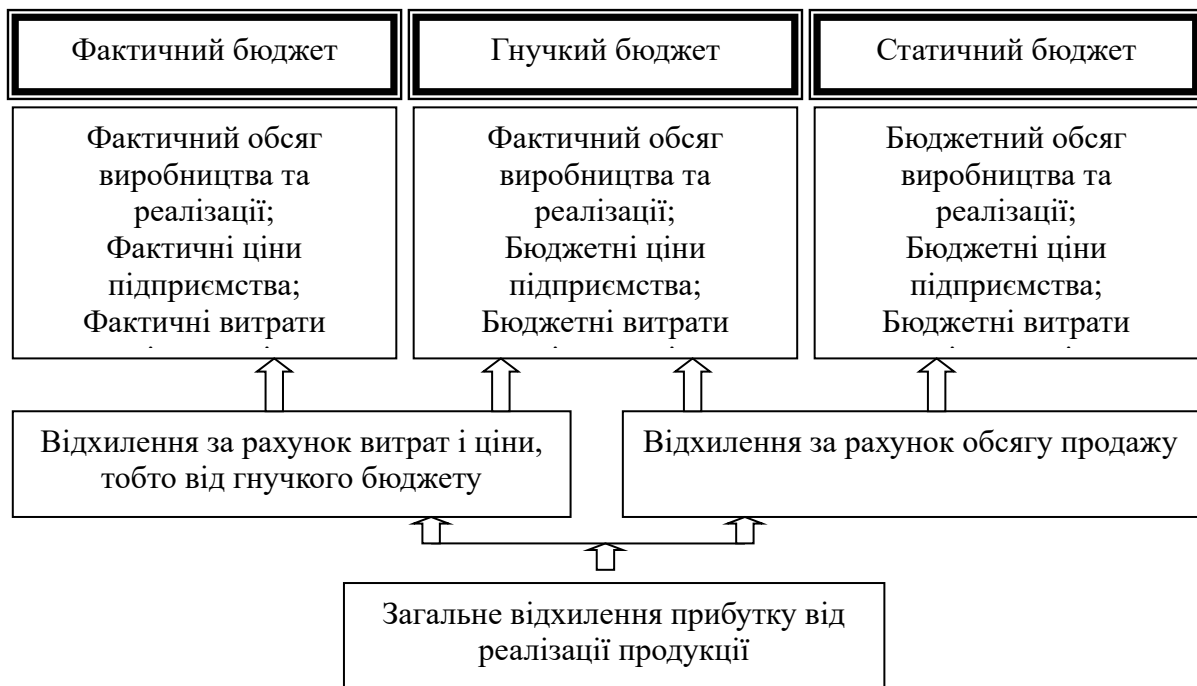 Фактичний бюджет
Гнучкий бюджет
Статичний бюджет
Фактичний обсяг
виробництва та
реалізації;
Фактичні ціни
підприємства;
Фактичні витрати
Фактичний обсяг
виробництва та
реалізації;
Бюджетні ціни
підприємства;
Бюджетні витрати
Бюджетний обсяг
виробництва та
реалізації;
Бюджетні ціни
підприємства;
Бюджетні витрати
Відхилення за рахунок витрат і ціни,
тобто від гнучкого бюджету
Відхилення за рахунок обсягу продажу
Загальне відхилення прибутку від
реалізації продукції